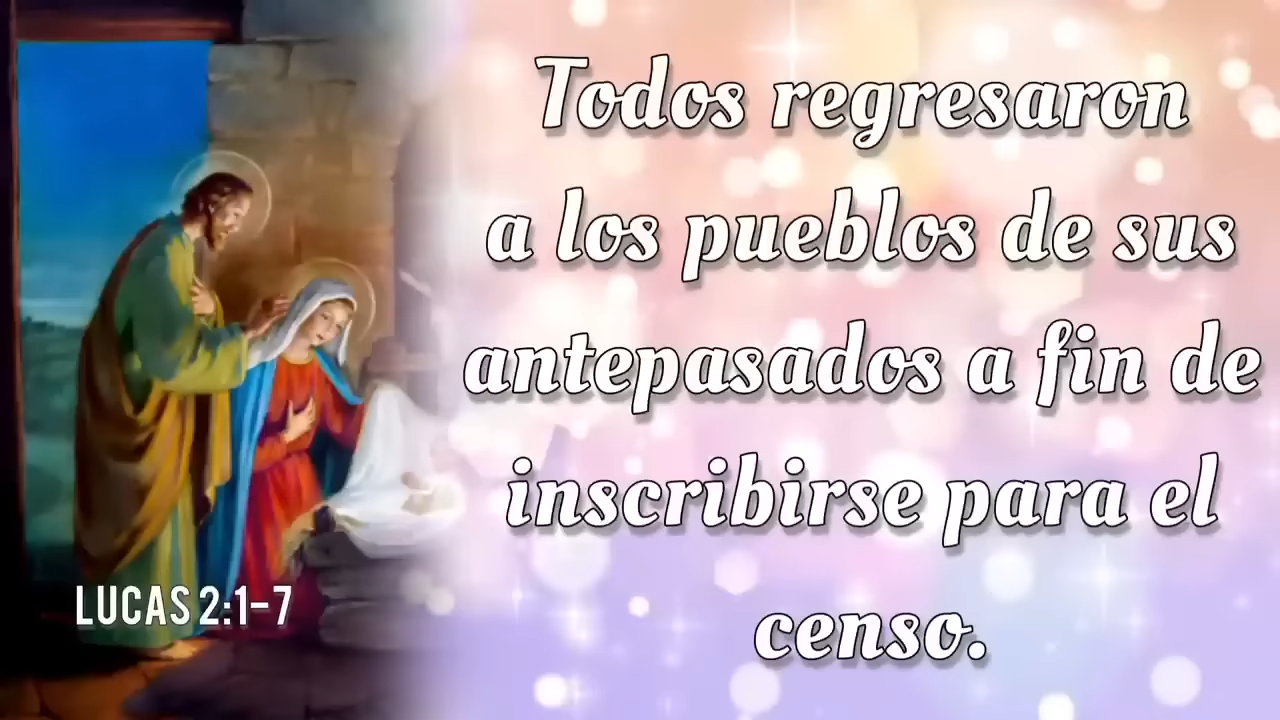 Todos regresaron
a los pueblos de sus
antepasados a fin de
inscribirse para el
censo.
LUCAS 2:1-7